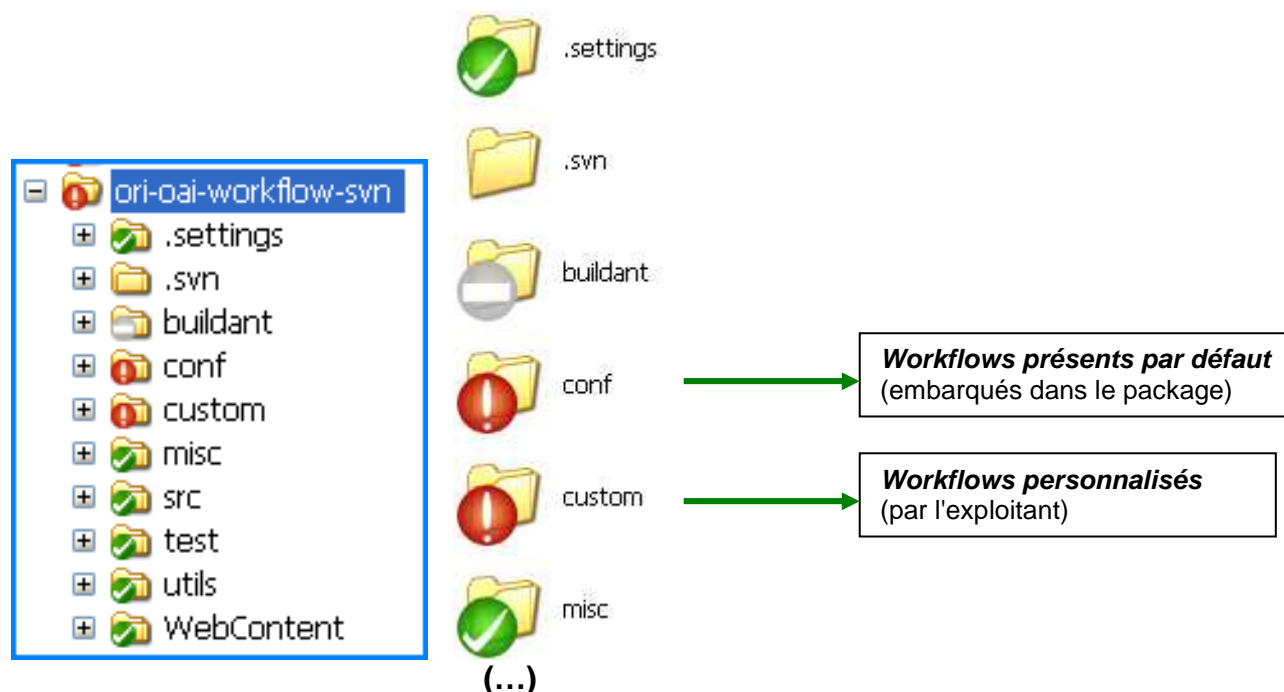 ori-oai-workflow-svn
.settings
.svn
buildant
conf
custom
misc
src
test
utils
WebContent
.settings
.svn
buildant
conf
custom
misc
(...)
Workflows présents par défaut
(embarqués dans le package)
Workflows personnalisés
(par l'exploitant)